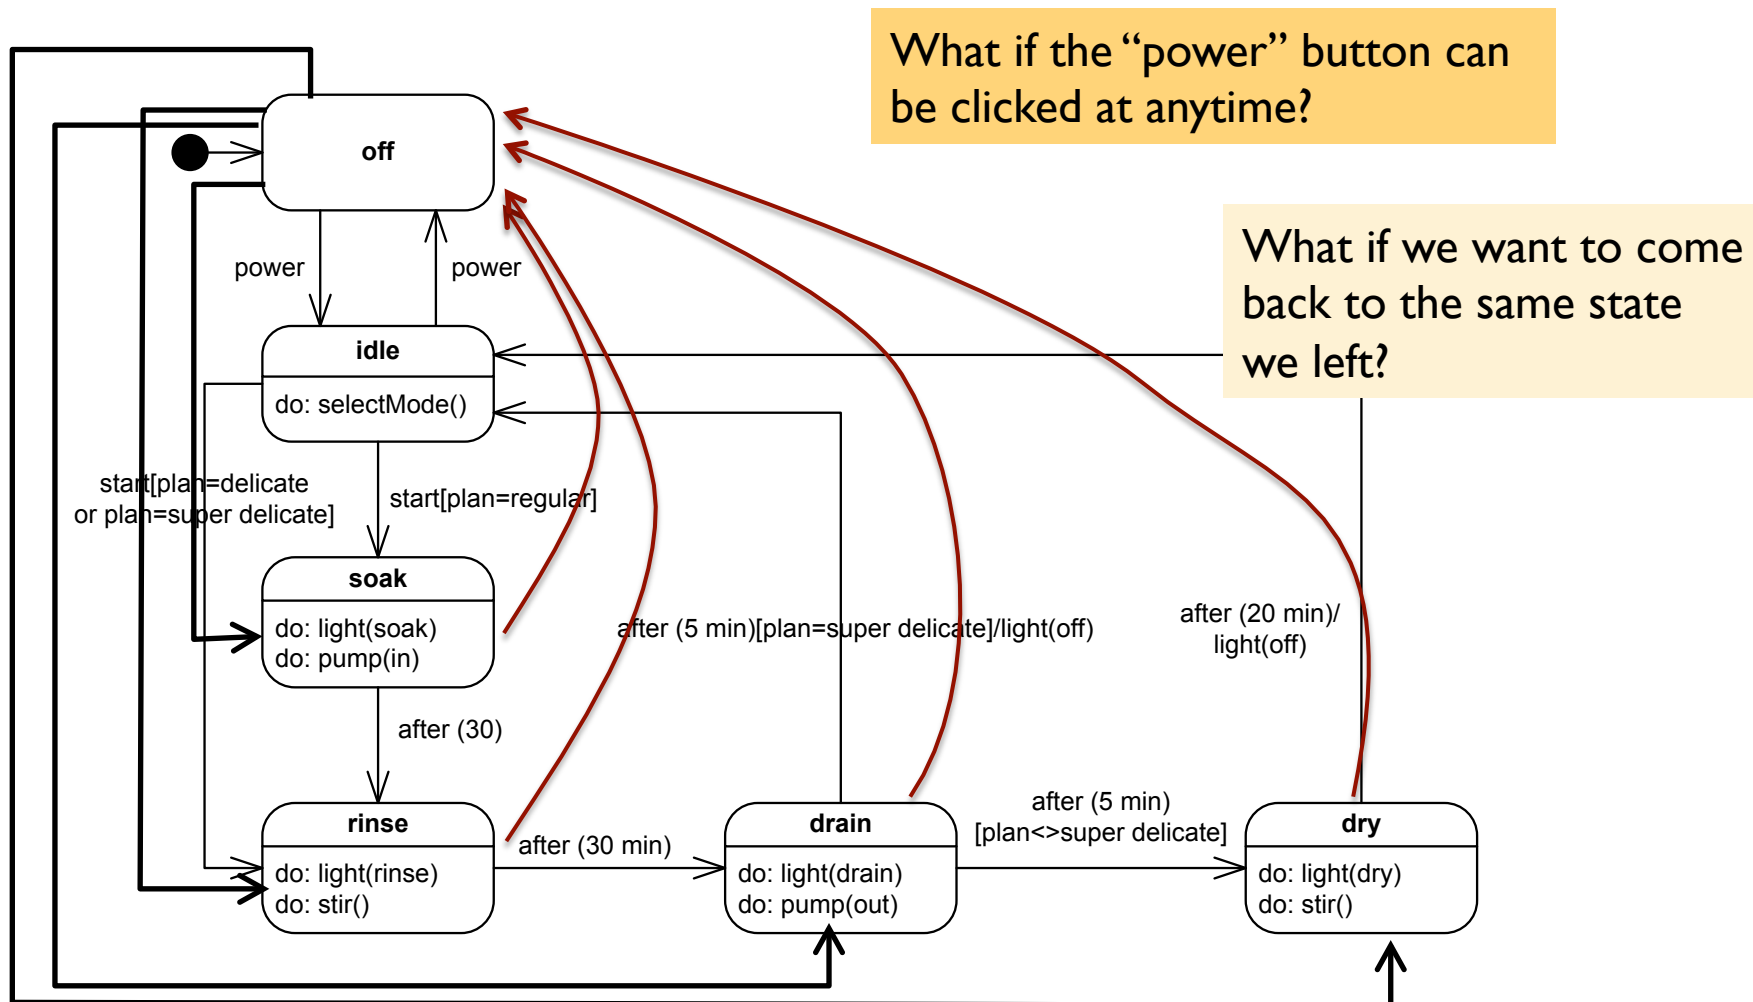 What if the “power” button can
be clicked at anytime?
off
What if we want to come
back to the same state
we left?
power
power
idle
do: selectMode()
start[plan=delicate
or plan=super delicate]
start[plan=regular]
soak
do: light(soak)
do: pump(in)
after (5 min)[plan=super delicate]/light(off)
after (20 min)/
light(off)
after (30)
rinse
do: light(rinse)
do: stir()
after (30 min)
drain
do: light(drain)
do: pump(out)
after (5 min)
[plan<>super delicate]
dry
do: light(dry)
do: stir()